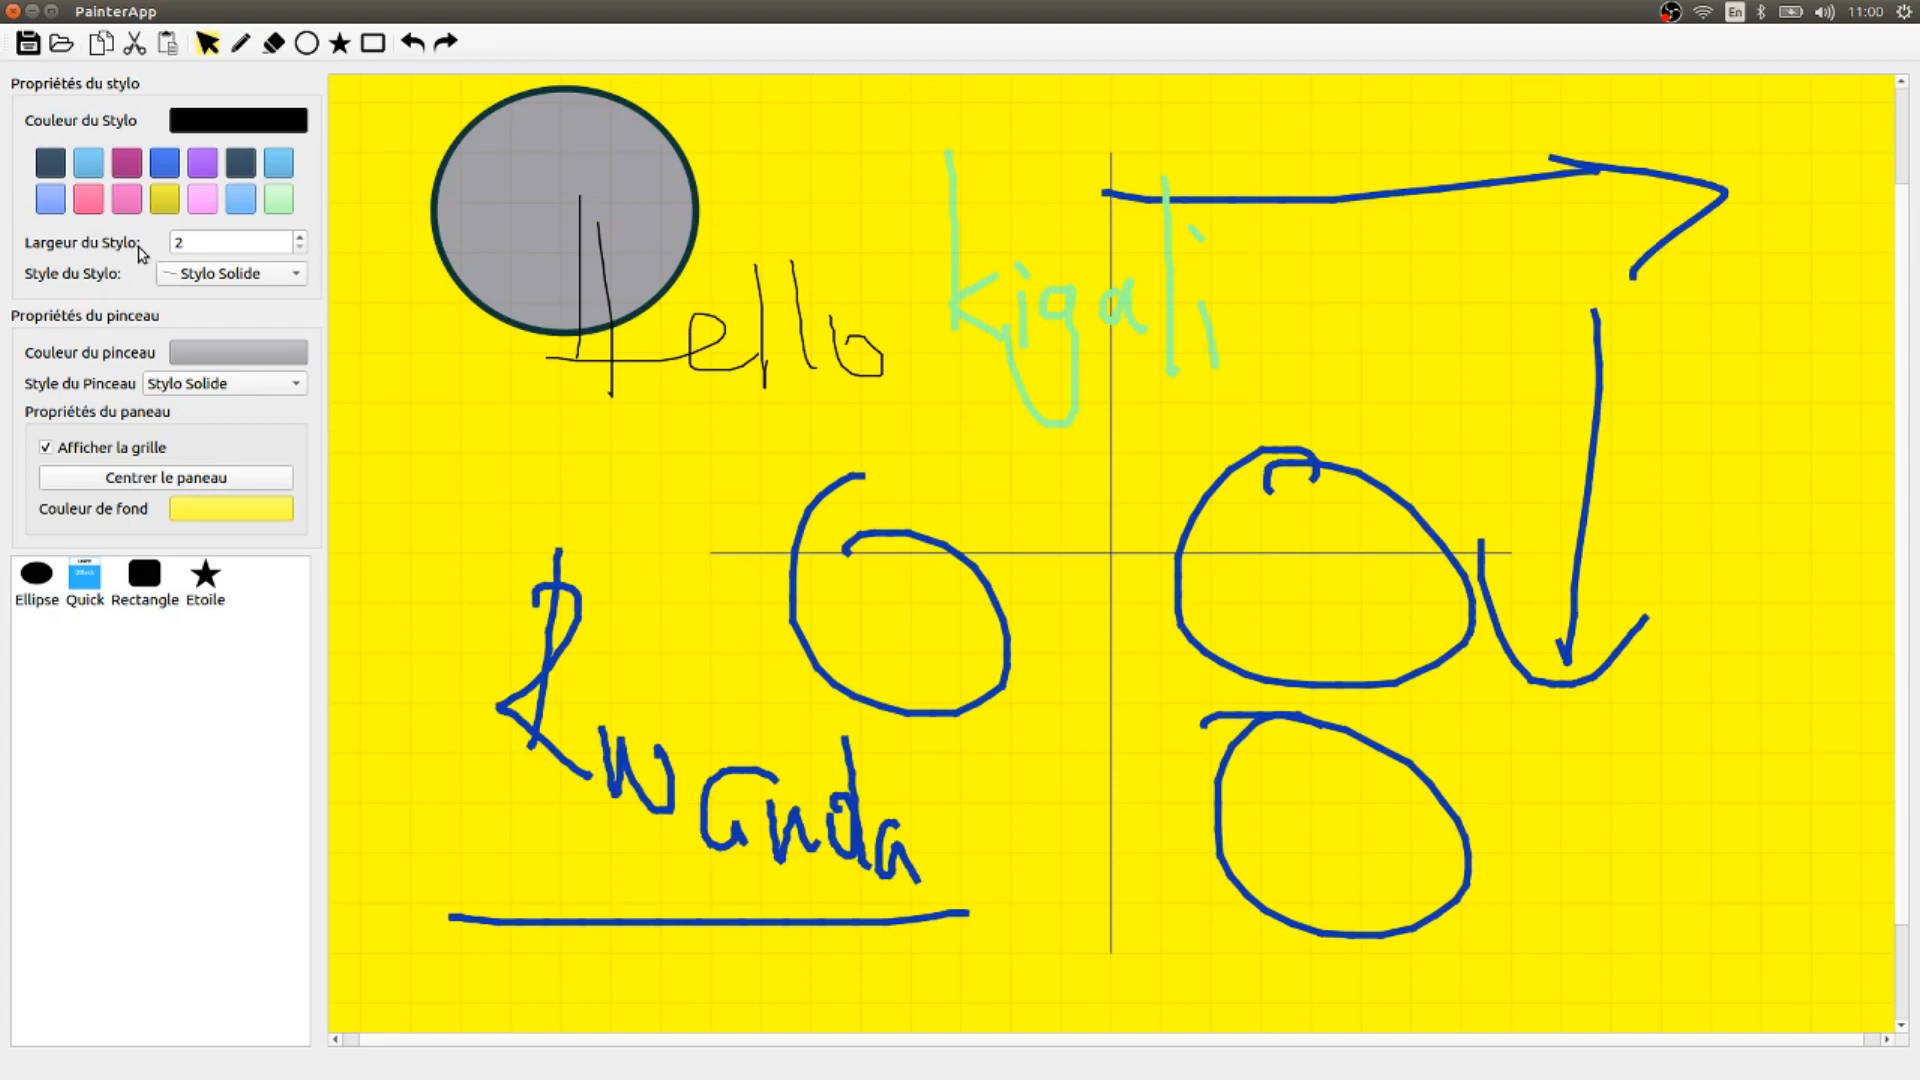 PainterApp
En
11:00
Propriétés du stylo
Couleur du Stylo
Largeur du Stylo: 2
Style du Stylo: Stylo Solide
Propriétés du pinceau
Couleur du pinceau
Style du Pinceau Stylo Solide
Propriétés du paneau
Afficher la grille
Centrer le paneau
Couleur de fond
Ellipse Quick Rectangle Etoile
Hello
kigali
Rwanda